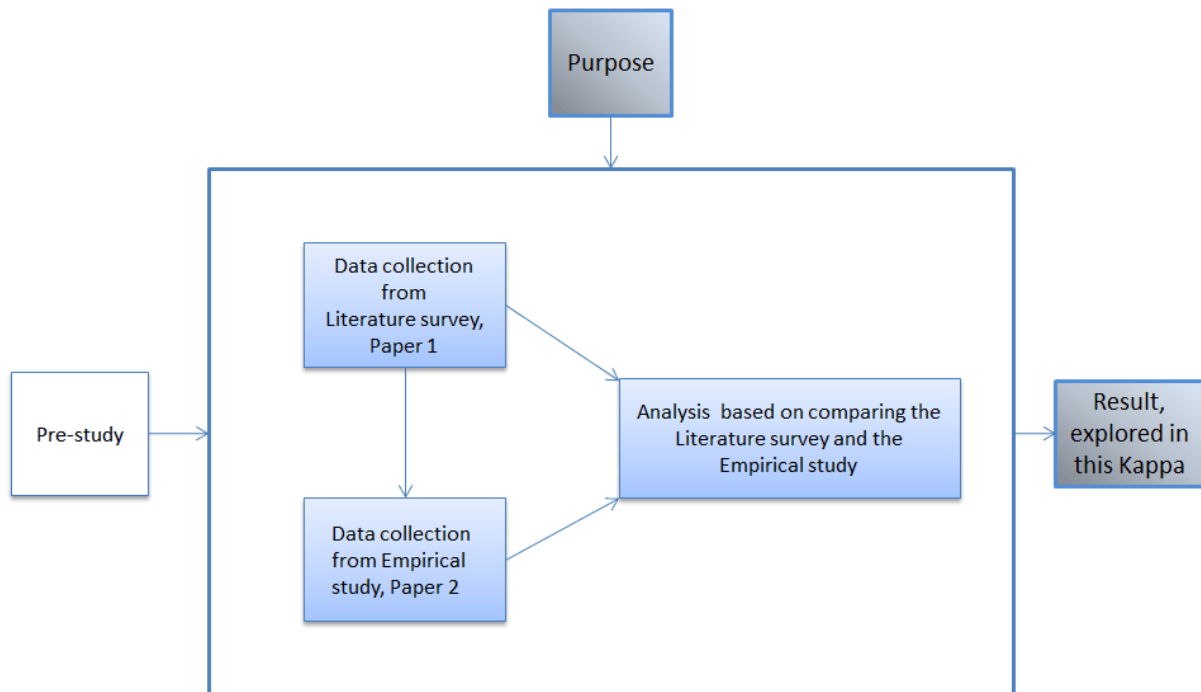 Purpose
Data collection
from
Literature survey,
Paper 1
Pre-study
Analysis based on comparing the
Literature survey and the
Empirical study
Result,
explored in
this Kappa
Data collection
from Empirical
study, Paper 2